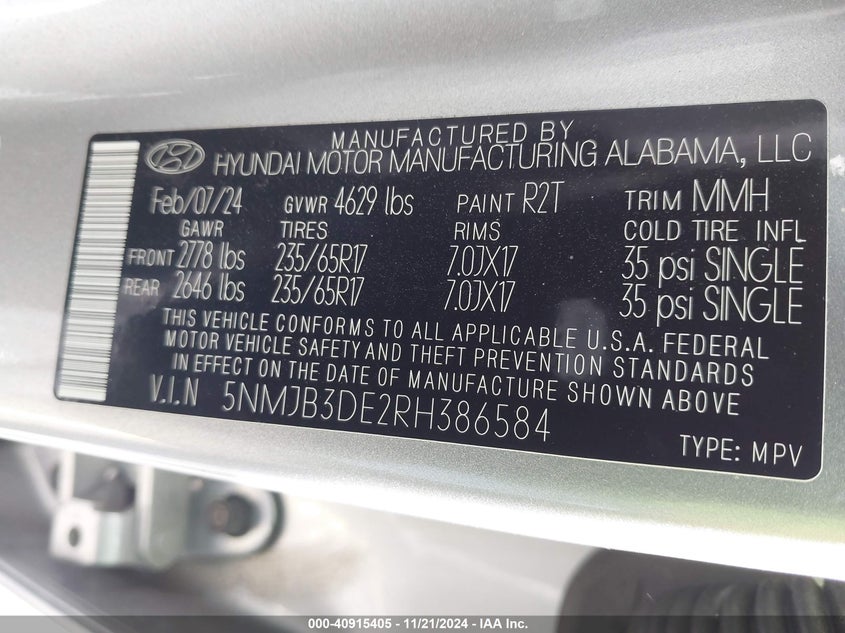 MANUFACTURED BY
HYUNDAI MOTOR MANUFACTURING ALABAMA, LLC
Feb/07/24 GVWR 4629 lbs PAINT R2T TRIM MMH
GAWR TIRES RIMS COLD TIRE INFL
FRONT 2778 lbs 235/65R17 7.0JX17 35 psi SINGLE
REAR 2646 lbs 235/65R17 7.0JX17 35 psi SINGLE
THIS VEHICLE CONFORMS TO ALL APPLICABLE U.S.A. FEDERAL
MOTOR VEHICLE SAFETY AND THEFT PREVENTION STANDARDS
IN EFFECT ON THE DATE OF MANUFACTURE SHOWN ABOVE
V.I.N 5NMJB3DE2RH386584
TYPE: MPV
000-40915405 - 11/21/2024 - IAA Inc.